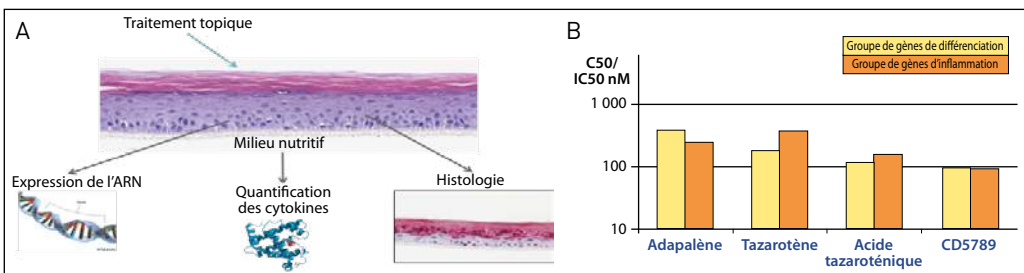 A
Traitement topique
Milieu nutritif
Expression de l'ARN
Quantification
des cytokines
Histologie
B
C50/
IC50 nM
Groupe de gènes de différenciation
Groupe de gènes d'inflammation
1 000
100
10
Adapalène
Tazarotène
Acide
tazaroténique
CD5789